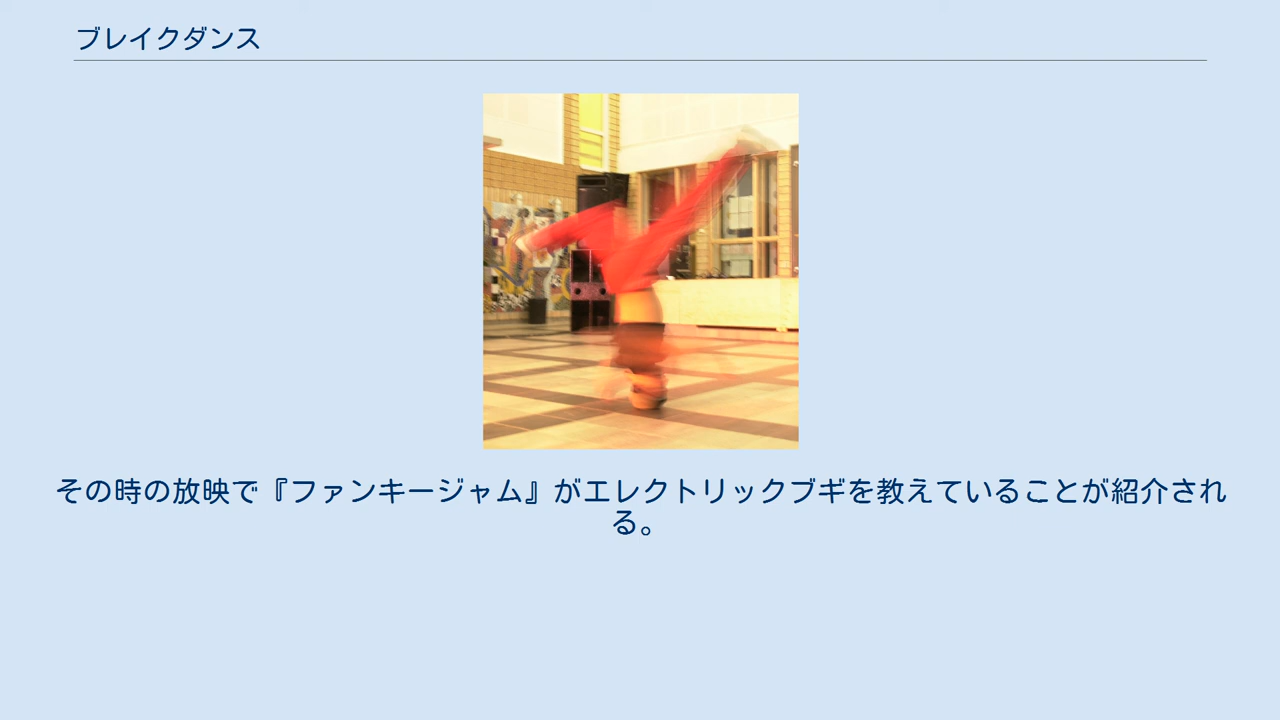 ブレイクダンス
その時の放映で『ファンキージャム』がエレクトリックブギを教えていることが紹介され
る。